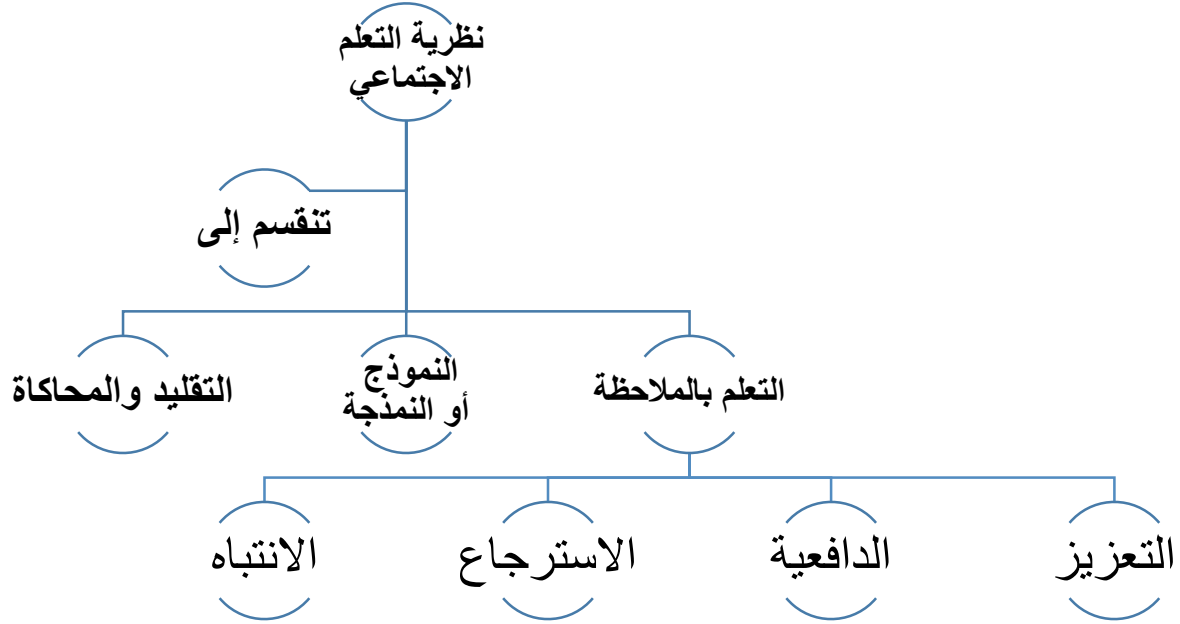 نظرية التعلم
الاجتماعي
تنقسم إلى
التعلم بالملاحظة
النموذج
أو النمذجة
التقليد والمحاكاة
التعزيز
الدافعية
الاسترجاع
الانتباه